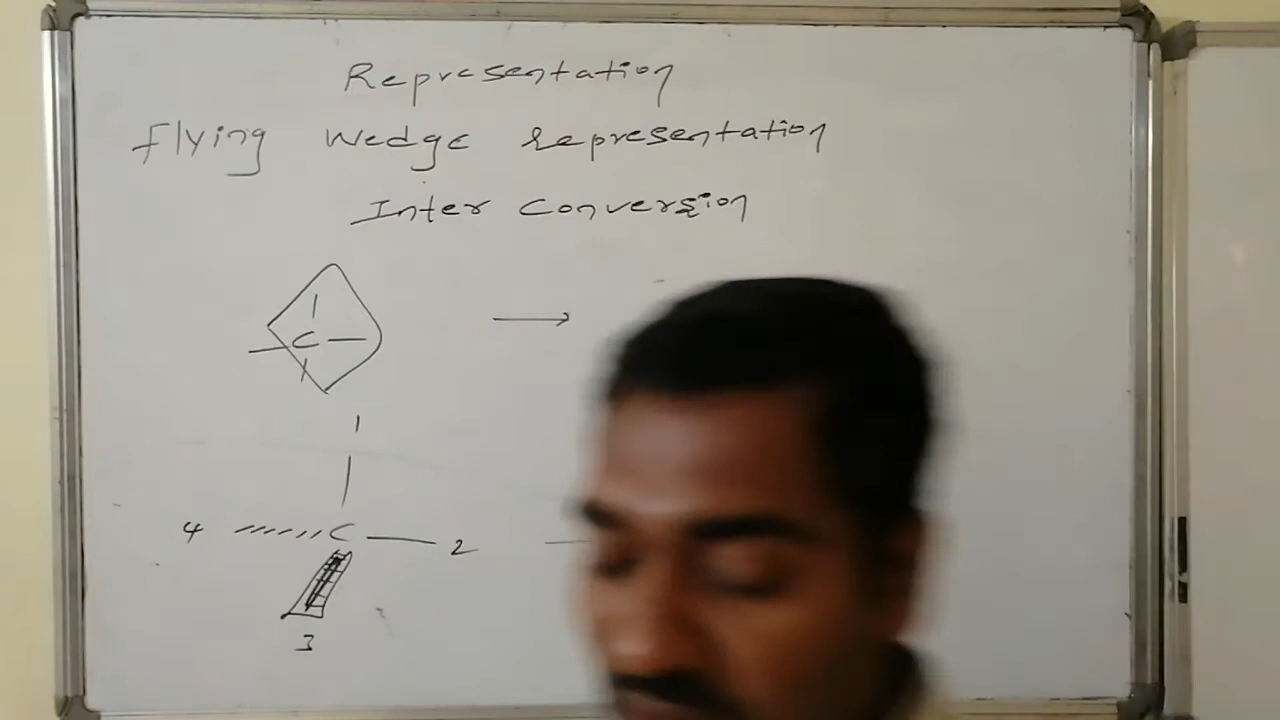 Representation
Flying Wedge representation
Inter Conversion
C
1
4 C 2
3